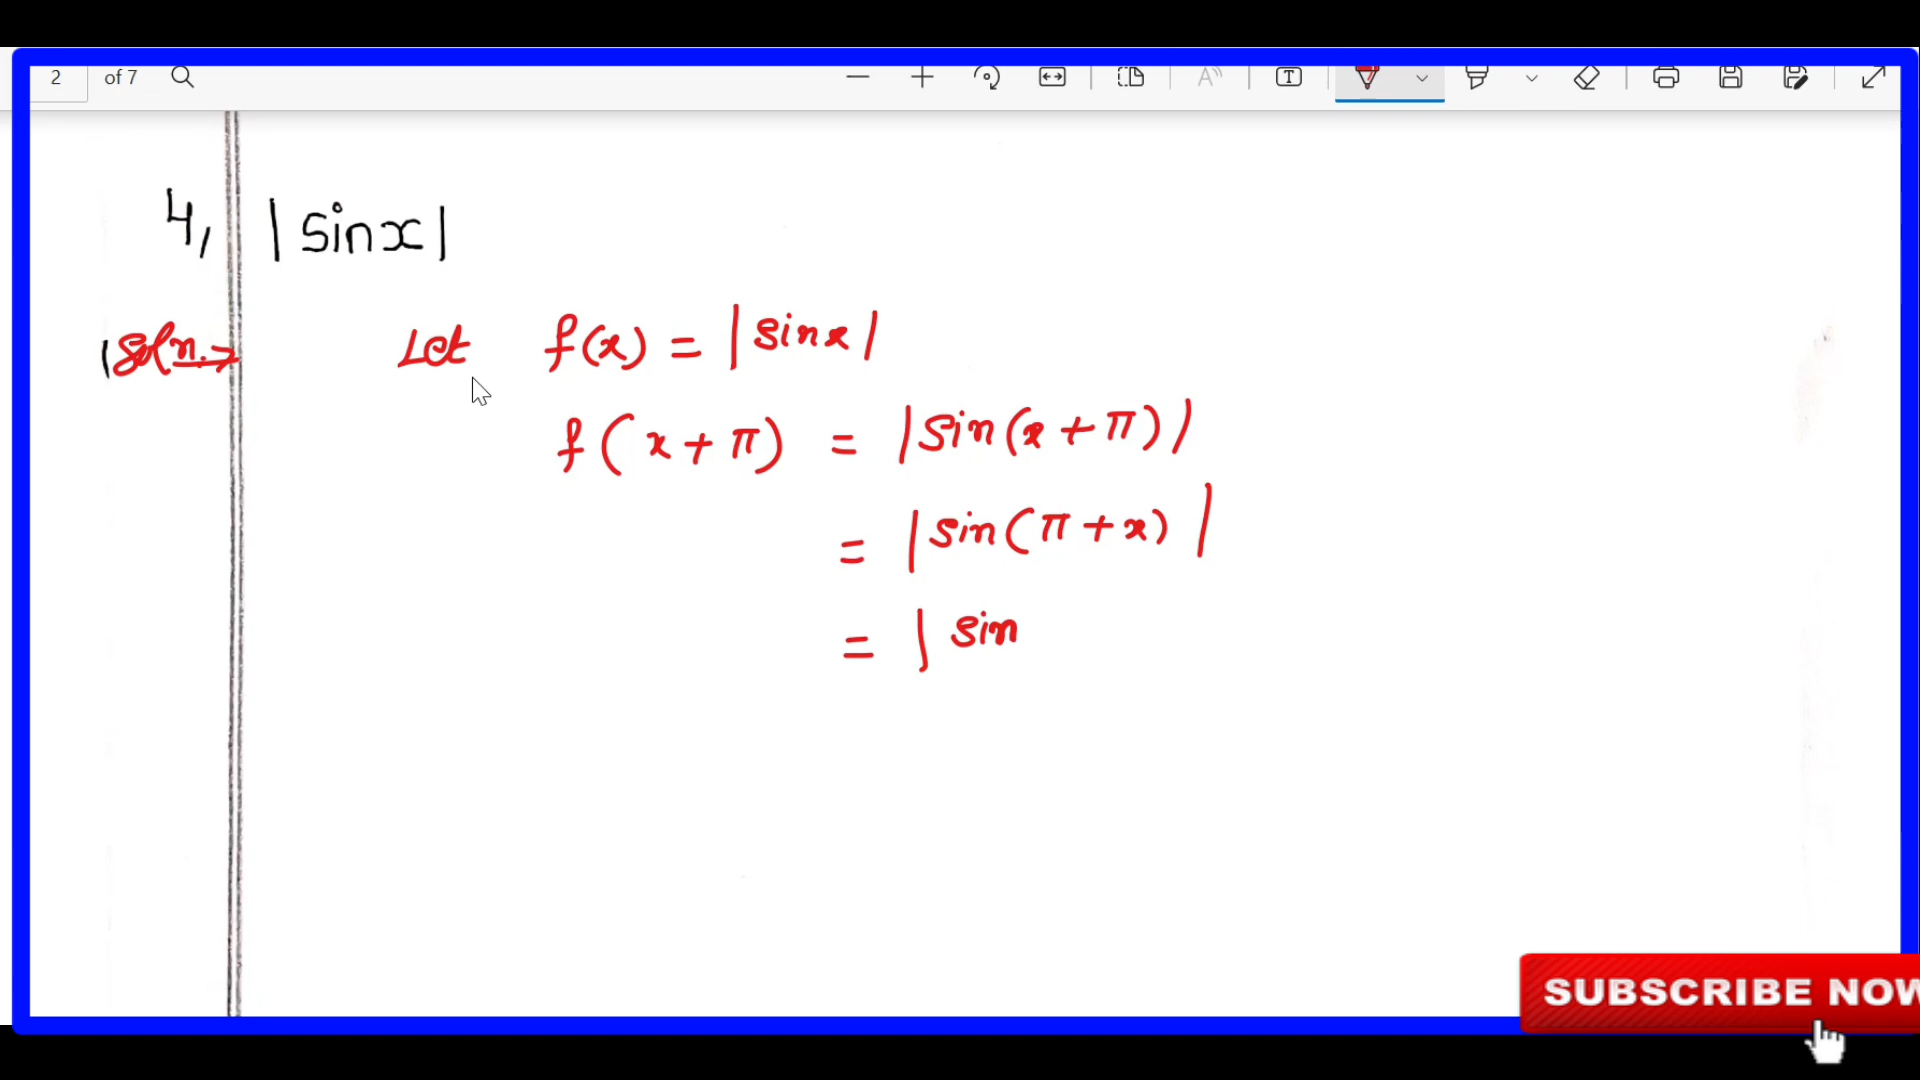 2 of 7
4, |sinx|
Soln. → Let f(x) = |sinx|
f(x+π) = |sin(x+π)|
= |sin(π+x)|
= | sin
SUBSCRIBE NOW